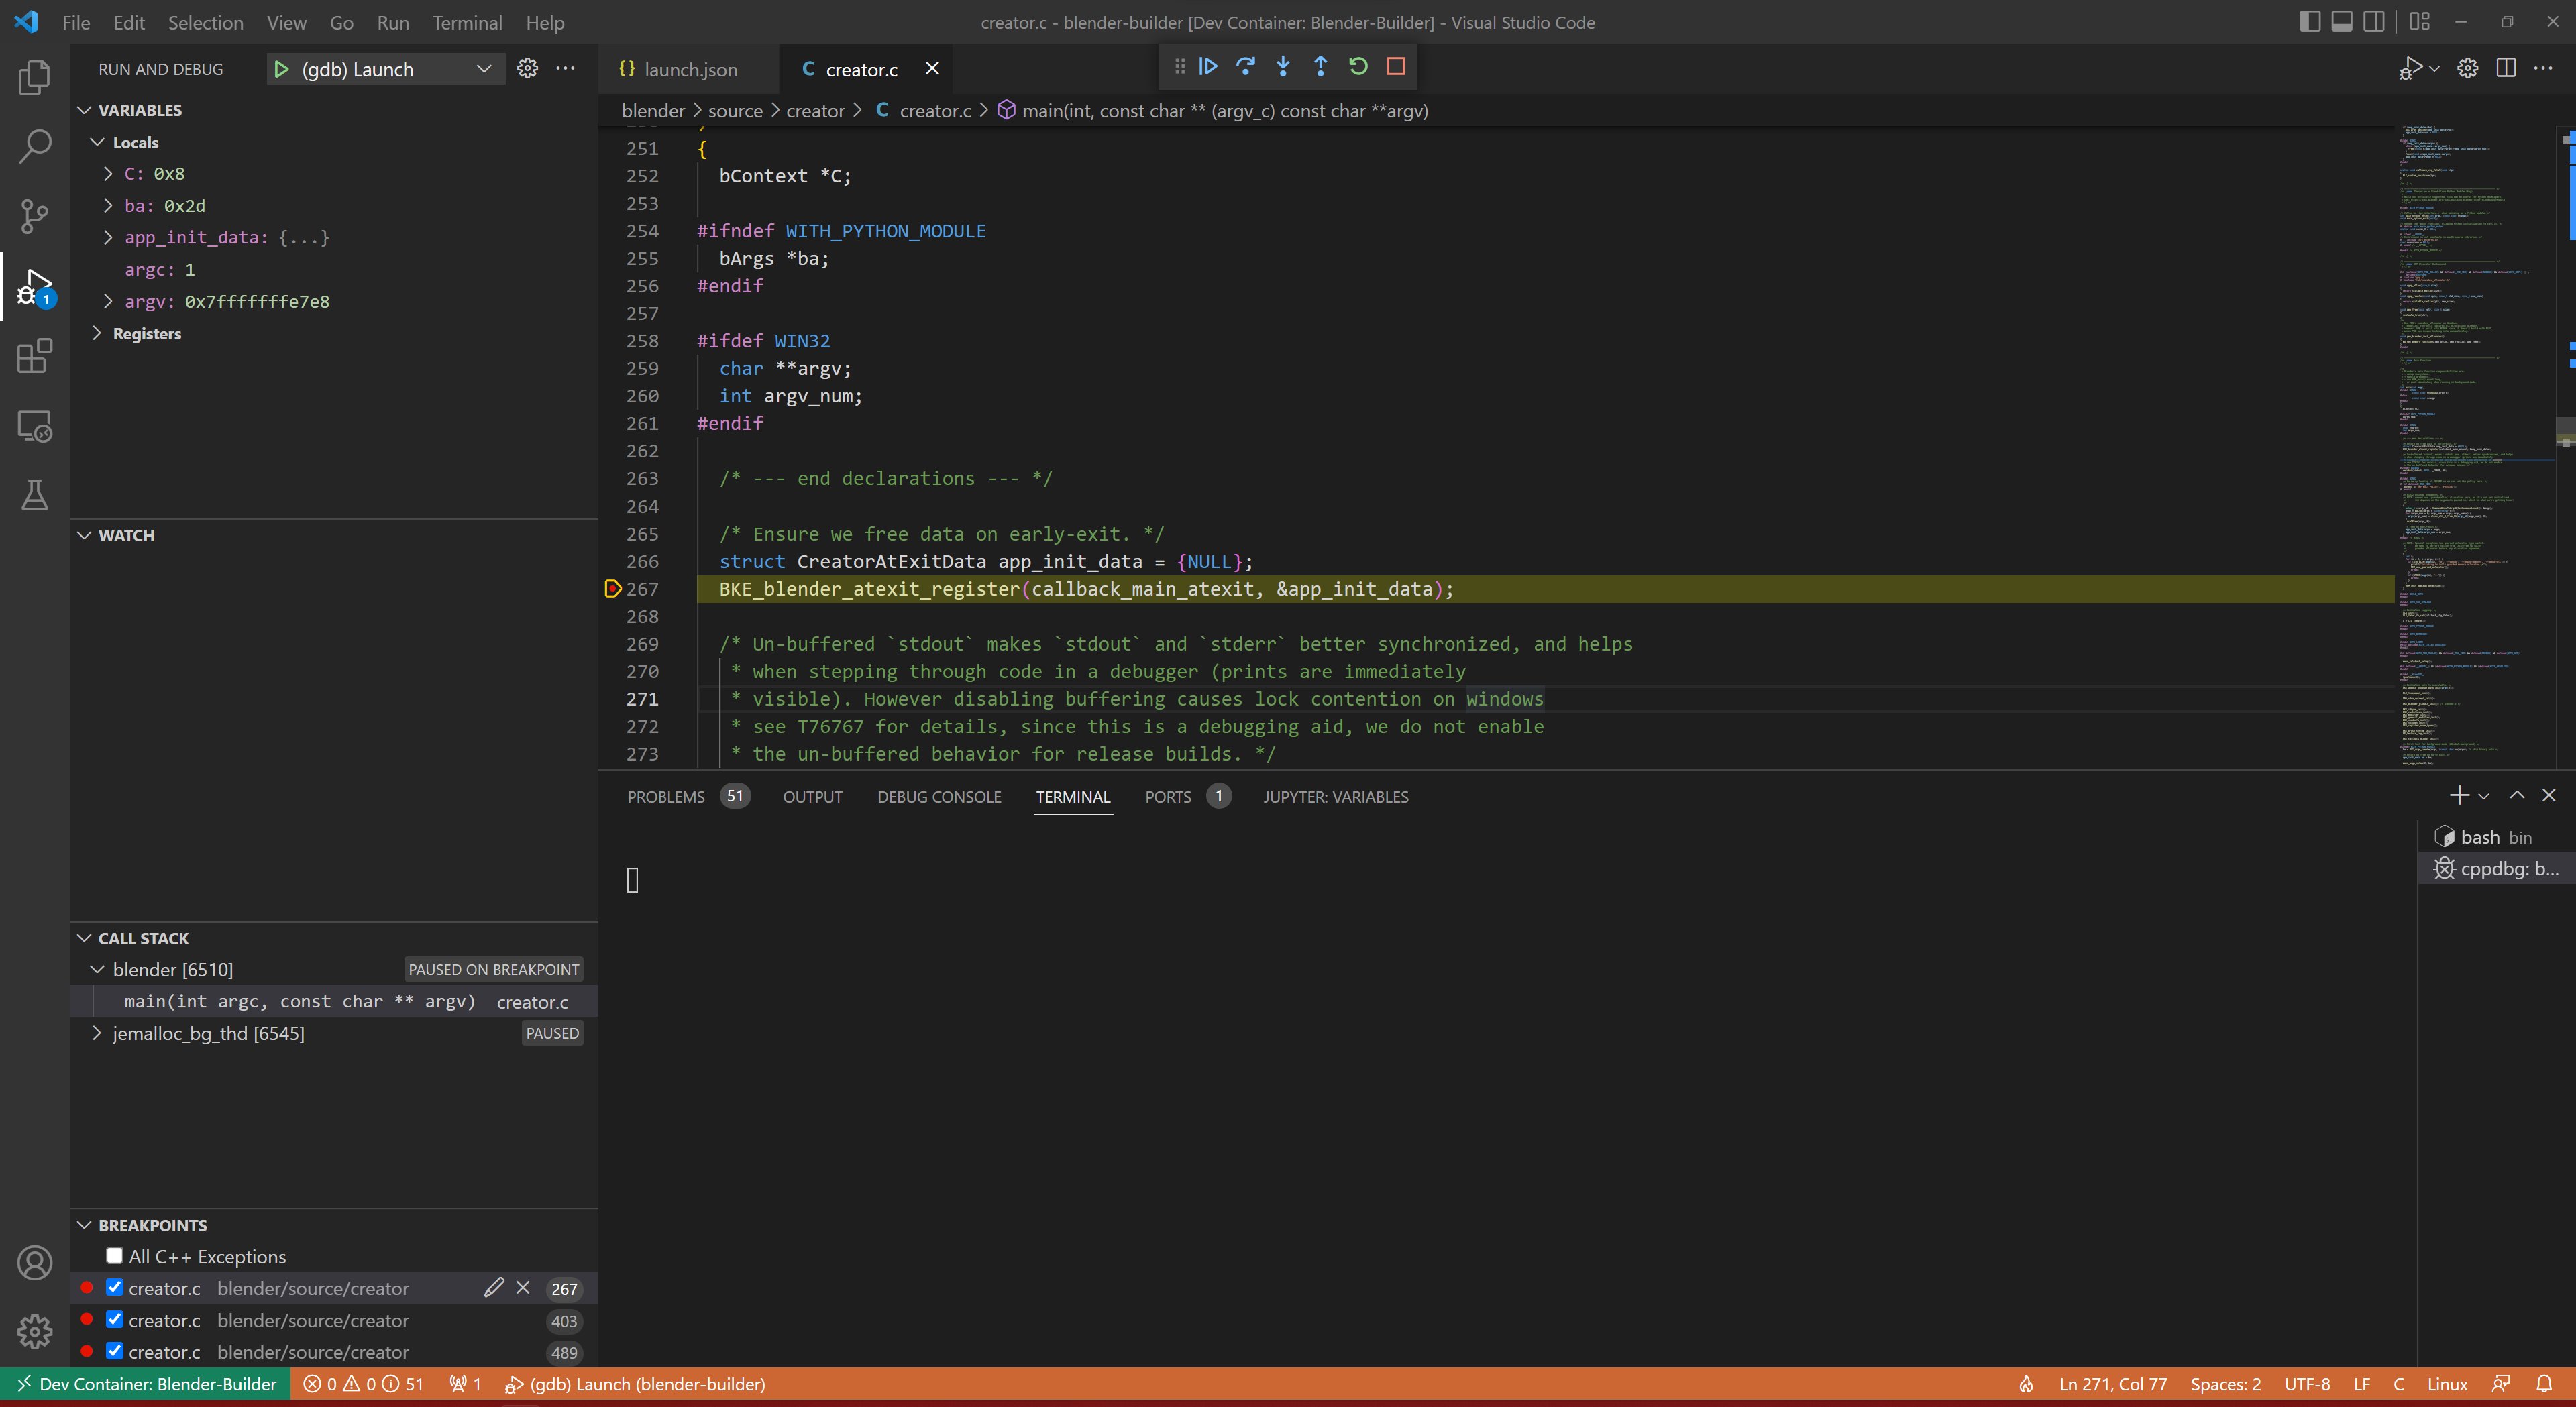 File Edit Selection View Go Run Terminal Help
creator.c - blender-builder [Dev Container: Blender-Builder] - Visual Studio Code
RUN AND DEBUG
(gdb) Launch
VARIABLES
Locals
C: 0x8
ba: 0x2d
app_init_data: {...}
argc: 1
argv: 0x7fffffffe7e8
Registers
WATCH
CALL STACK
blender [6510] PAUSED ON BREAKPOINT
main(int argc, const char ** argv) creator.c
jemalloc_bg_thd [6545] PAUSED
BREAKPOINTS
All C++ Exceptions
creator.c blender/source/creator 267
creator.c blender/source/creator 403
creator.c blender/source/creator 489
{} launch.json
C creator.c
blender > source > creator > C creator.c > main(int, const char ** (argv_c) const char **argv)
251 {
252 bContext *C;
253
254 #ifndef WITH_PYTHON_MODULE
255 bArgs *ba;
256 #endif
257
258 #ifdef WIN32
259 char **argv;
260 int argv_num;
261 #endif
262
263 /* --- end declarations --- */
264
265 /* Ensure we free data on early-exit. */
266 struct CreatorAtExitData app_init_data = {NULL};
267 BKE_blender_atexit_register(callback_main_atexit, &app_init_data);
268
269 /* Un-buffered `stdout` makes `stdout` and `stderr` better synchronized, and helps
270 * when stepping through code in a debugger (prints are immediately
271 * visible). However disabling buffering causes lock contention on windows
272 * see T76767 for details, since this is a debugging aid, we do not enable
273 * the un-buffered behavior for release builds. */
PROBLEMS 51 OUTPUT DEBUG CONSOLE TERMINAL PORTS 1 JUPYTER: VARIABLES
bash bin
cppdbg: b...
1
Dev Container: Blender-Builder 0 0 51 1 (gdb) Launch (blender-builder)
Ln 271, Col 77 Spaces: 2 UTF-8 LF C Linux